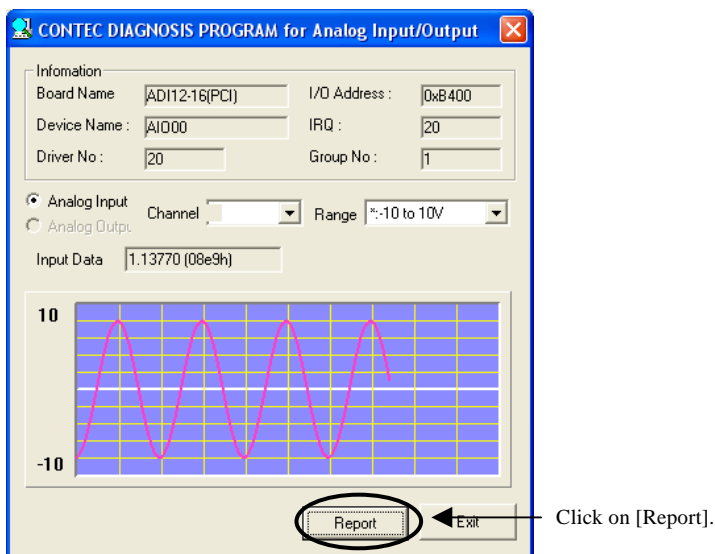 CONTEC DIAGNOSIS PROGRAM for Analog Input/Output
Infomation
Board Name ADI12-16(PCI) I/O Address : 0xB400
Device Name : AIO00 IRQ : 20
Driver No : 20 Group No : 1
Analog Input
Analog Outpu
Channel Range *:-10 to 10V
Input Data 1.13770 (08e9h)
10
-10
Report Exit
Click on [Report].